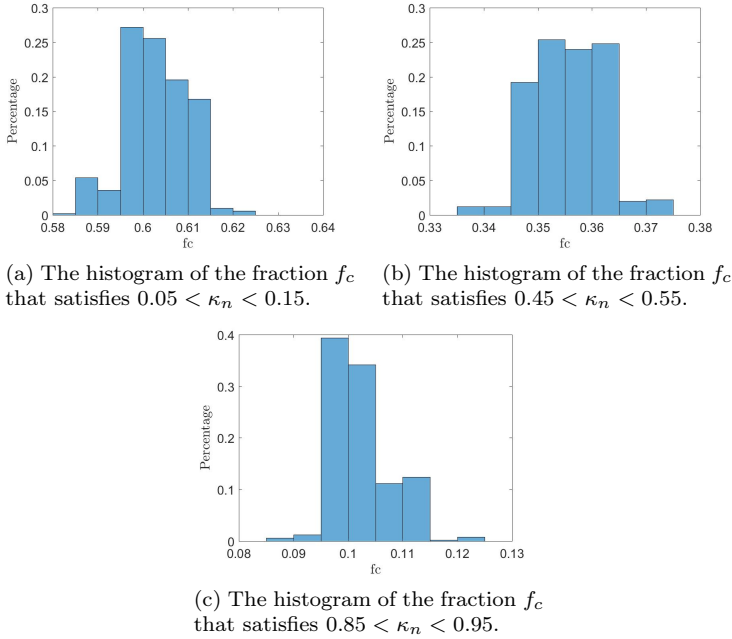 0.3
0.25
0.2
0.15
0.1
0.05
0
Percentage
0.58 0.59 0.6 0.61 0.62 0.63 0.64
fc
(a) The histogram of the fraction f_c
that satisfies 0.05 < κ_n < 0.15.
0.3
0.25
0.2
0.15
0.1
0.05
0
Percentage
0.33 0.34 0.35 0.36 0.37 0.38
fc
(b) The histogram of the fraction f_c
that satisfies 0.45 < κ_n < 0.55.
0.4
0.3
0.2
0.1
0
Percentage
0.08 0.09 0.1 0.11 0.12 0.13
fc
(c) The histogram of the fraction f_c
that satisfies 0.85 < κ_n < 0.95.